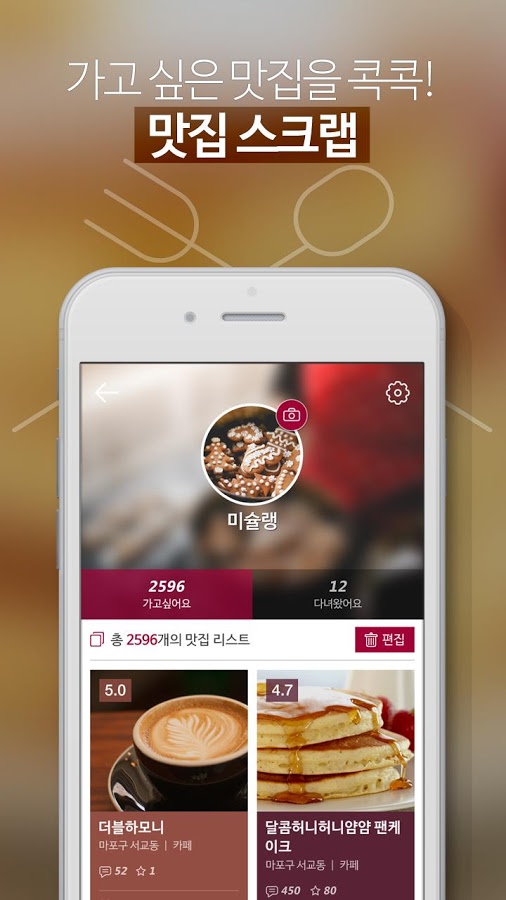 가고 싶은 맛집을 콕콕!
맛집 스크랩
미슐랭
2596
가고싶어요
12
다녀왔어요
총 2596개의 맛집 리스트
편집
5.0
더블하모니
마포구 서교동 | 카페
52 1
4.7
달콤허니허니얌얌 팬케
이크
마포구 서교동 | 카페
450 80